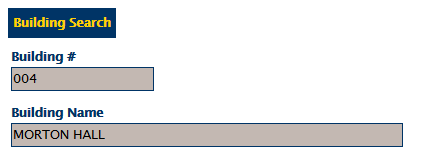 Building Search
Building #
004
Building Name
MORTON HALL